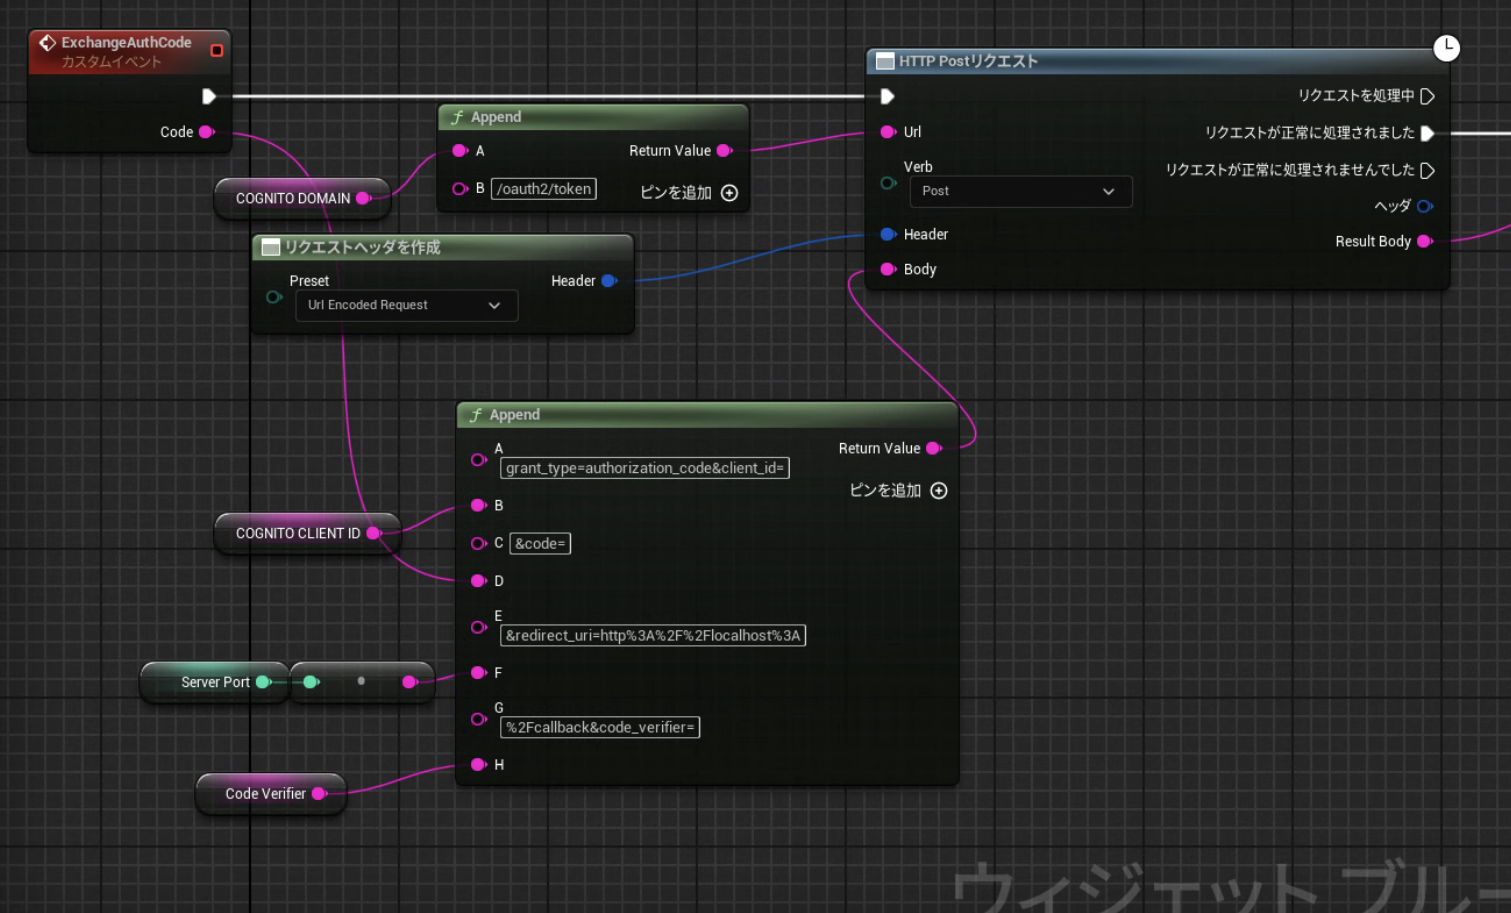 ExchangeAuthCode
カスタムイベント
Code
COGNITO DOMAIN
Append
A
Return Value
B /oauth2/token
ピンを追加
リクエストヘッダを作成
Preset
Header
Url Encoded Request
HTTP Postリクエスト
リクエストを処理中
Url
リクエストが正常に処理されました
Verb
リクエストが正常に処理されませんでした
Post
ヘッダ
Header
Result Body
Body
Append
A
Return Value
grant_type=authorization_code&client_id=
ピンを追加
B
COGNITO CLIENT ID
C &code=
D
E
&redirect_uri=http%3A%2F%2Flocalhost%3A
Server Port
F
G
%2Fcallback&code_verifier=
H
Code Verifier
ウィジェット ブルー